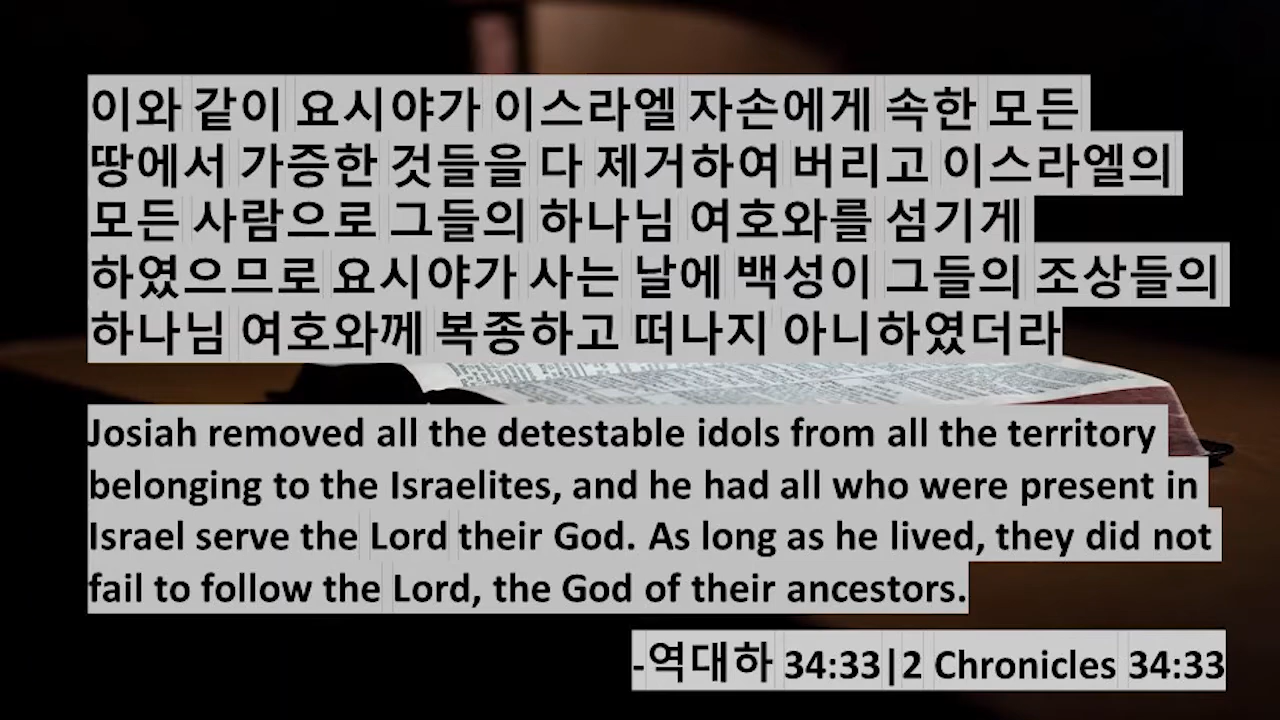 이와 같이 요시야가 이스라엘 자손에게 속한 모든
땅에서 가증한 것들을 다 제거하여 버리고 이스라엘의
모든 사람으로 그들의 하나님 여호와를 섬기게
하였으므로 요시야가 사는 날에 백성이 그들의 조상들의
하나님 여호와께 복종하고 떠나지 아니하였더라
Josiah removed all the detestable idols from all the territory
belonging to the Israelites, and he had all who were present in
Israel serve the Lord their God. As long as he lived, they did not
fail to follow the Lord, the God of their ancestors.
-역대하 34:33|2 Chronicles 34:33